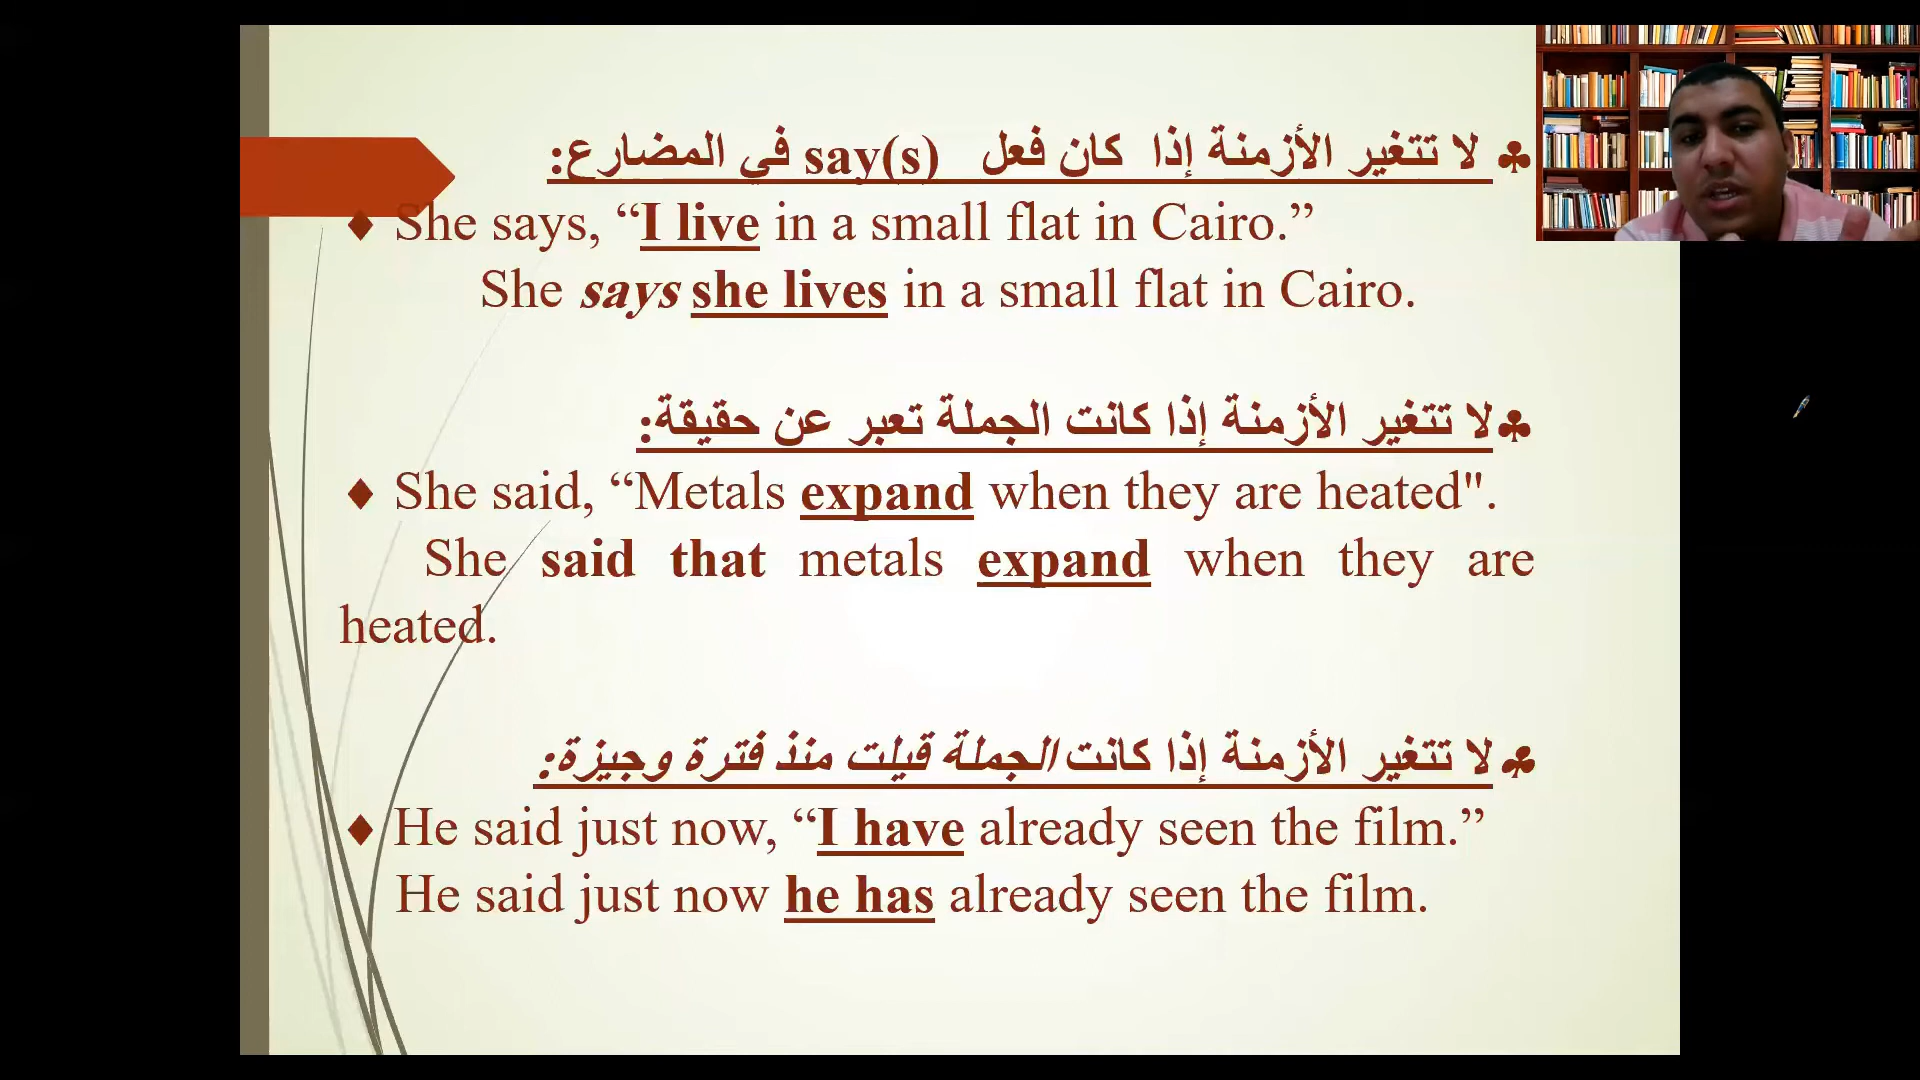 ♣ لا تتغير الأزمنة إذا كان فعل say(s) في المضارع:
♦ She says, “I live in a small flat in Cairo.”
She says she lives in a small flat in Cairo.
♣لا تتغير الأزمنة إذا كانت الجملة تعبر عن حقيقة:
♦ She said, “Metals expand when they are heated".
She said that metals expand when they are
heated.
♣لا تتغير الأزمنة إذا كانت الجملة قيلت منذ فترة وجيزة:
♦ He said just now, “I have already seen the film.”
He said just now he has already seen the film.